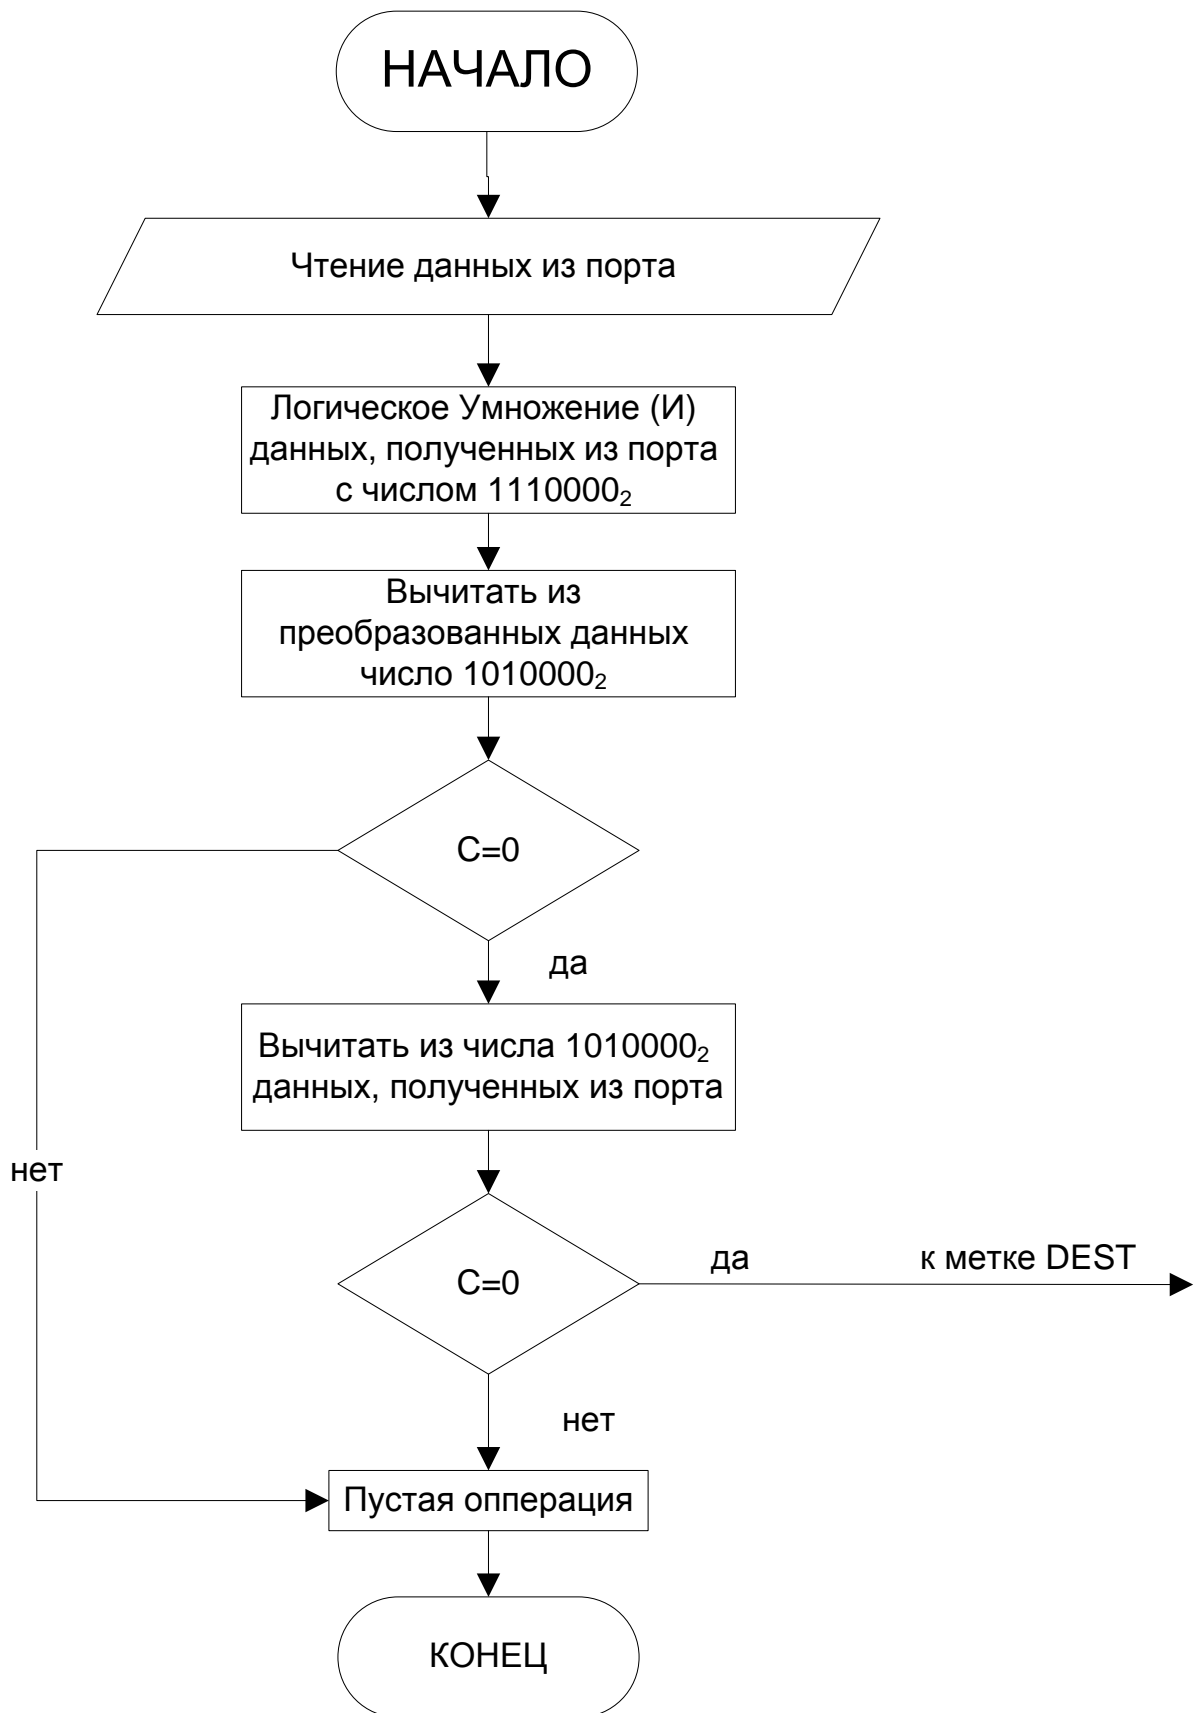 НАЧАЛО
Чтение данных из порта
Логическое Умножение (И)
данных, полученных из порта
с числом 1110000₂
Вычитать из
преобразованных данных
число 1010000₂
C=0
да
Вычитать из числа 1010000₂
данных, полученных из порта
нет
C=0
да
к метке DEST
нет
Пустая опперация
КОНЕЦ